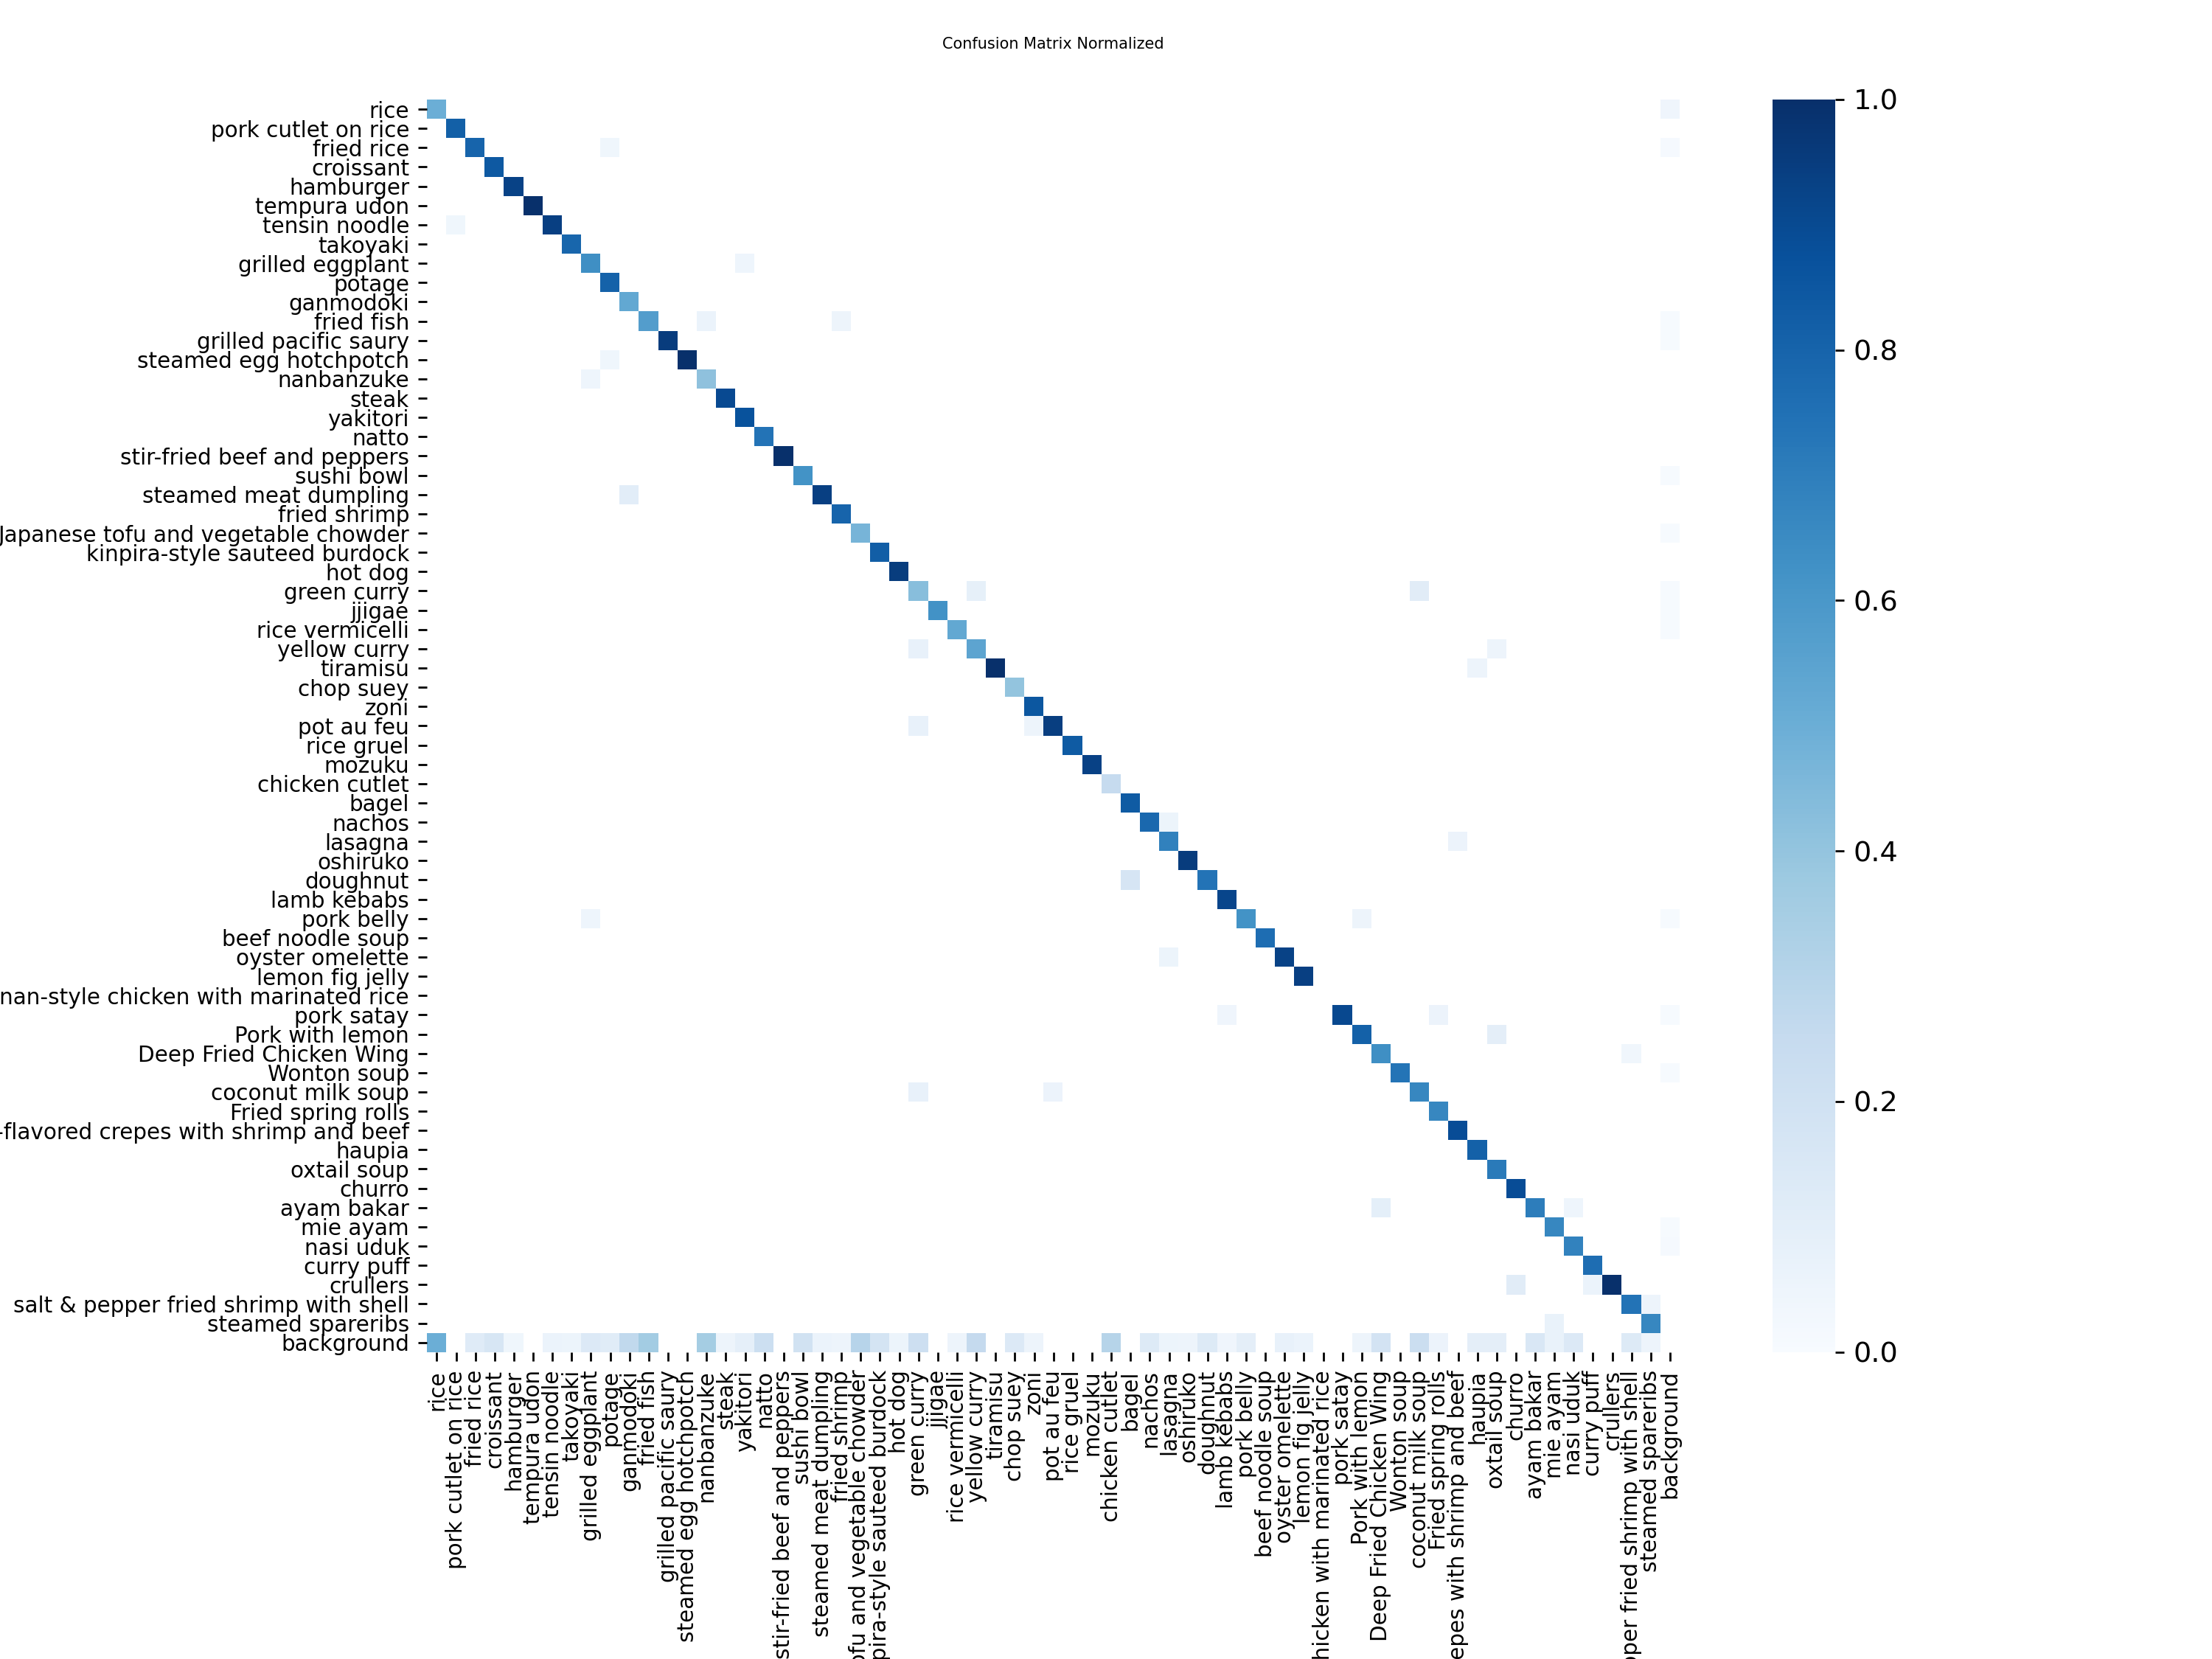 Confusion Matrix Normalized
rice
pork cutlet on rice
fried rice
croissant
hamburger
tempura udon
tensin noodle
takoyaki
grilled eggplant
potage
ganmodoki
fried fish
grilled pacific saury
steamed egg hotchpotch
nanbanzuke
steak
yakitori
natto
stir-fried beef and peppers
sushi bowl
steamed meat dumpling
fried shrimp
Japanese tofu and vegetable chowder
kinpira-style sauteed burdock
hot dog
green curry
jjigae
rice vermicelli
yellow curry
tiramisu
chop suey
zoni
pot au feu
rice gruel
mozuku
chicken cutlet
bagel
nachos
lasagna
oshiruko
doughnut
lamb kebabs
pork belly
beef noodle soup
oyster omelette
lemon fig jelly
nan-style chicken with marinated rice
pork satay
Pork with lemon
Deep Fried Chicken Wing
Wonton soup
coconut milk soup
Fried spring rolls
-flavored crepes with shrimp and beef
haupia
oxtail soup
churro
ayam bakar
mie ayam
nasi uduk
curry puff
crullers
salt & pepper fried shrimp with shell
steamed spareribs
background
rice
pork cutlet on rice
fried rice
croissant
hamburger
tempura udon
tensin noodle
takoyaki
grilled eggplant
potage
ganmodoki
fried fish
grilled pacific saury
steamed egg hotchpotch
nanbanzuke
steak
yakitori
natto
stir-fried beef and peppers
sushi bowl
steamed meat dumpling
fried shrimp
ofu and vegetable chowder
pira-style sauteed burdock
hot dog
green curry
jjigae
rice vermicelli
yellow curry
tiramisu
chop suey
zoni
pot au feu
rice gruel
mozuku
chicken cutlet
bagel
nachos
lasagna
oshiruko
doughnut
lamb kebabs
pork belly
beef noodle soup
oyster omelette
lemon fig jelly
hicken with marinated rice
pork satay
Pork with lemon
Deep Fried Chicken Wing
Wonton soup
coconut milk soup
Fried spring rolls
epes with shrimp and beef
haupia
oxtail soup
churro
ayam bakar
mie ayam
nasi uduk
curry puff
crullers
pper fried shrimp with shell
steamed spareribs
background
1.0
0.8
0.6
0.4
0.2
0.0